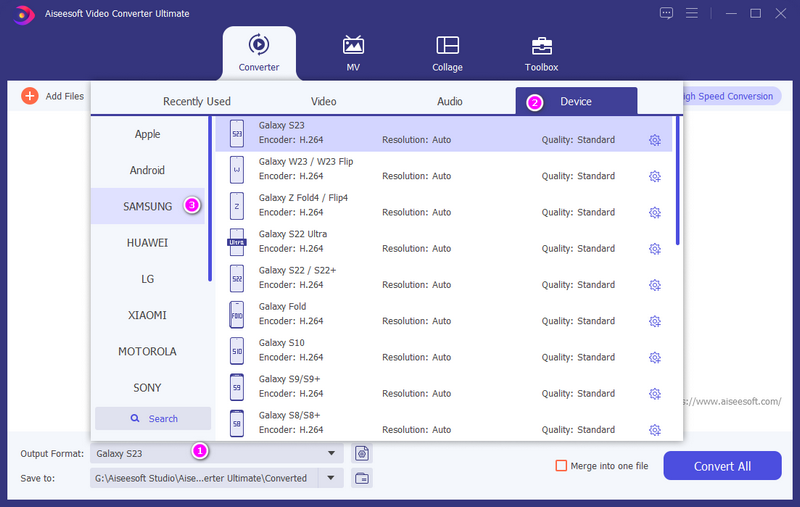 Aiseesoft Video Converter Ultimate
Converter
MV
Collage
Toolbox
Add Files
High Speed Conversion
Recently Used
Video
Audio
2
Device
Apple
Android
SAMSUNG
3
HUAWEI
LG
XIAOMI
MOTOROLA
SONY
Search
S23
Galaxy S23
Encoder: H.264 Resolution: Auto Quality: Standard
W
Galaxy W23 / W23 Flip
Encoder: H.264 Resolution: Auto Quality: Standard
Z
Galaxy Z Fold4 / Flip4
Encoder: H.264 Resolution: Auto Quality: Standard
Ultra
Galaxy S22 Ultra
Encoder: H.264 Resolution: Auto Quality: Standard
S22
Galaxy S22 / S22+
Encoder: H.264 Resolution: Auto Quality: Standard
FOLD
Galaxy Fold
Encoder: H.264 Resolution: Auto Quality: Standard
S10
Galaxy S10
Encoder: H.264 Resolution: Auto Quality: Standard
S9
Galaxy S9/S9+
Encoder: H.264 Resolution: Auto Quality: Standard
S8
Galaxy S8/S8+
Encoder: H.264 Resolution: Auto Quality: Standard
s://www.aiseesoft.com/
1
Output Format: Galaxy S23
Save to: G:\Aiseesoft Studio\Aise...erter Ultimate\Converted
Merge into one file
Convert All